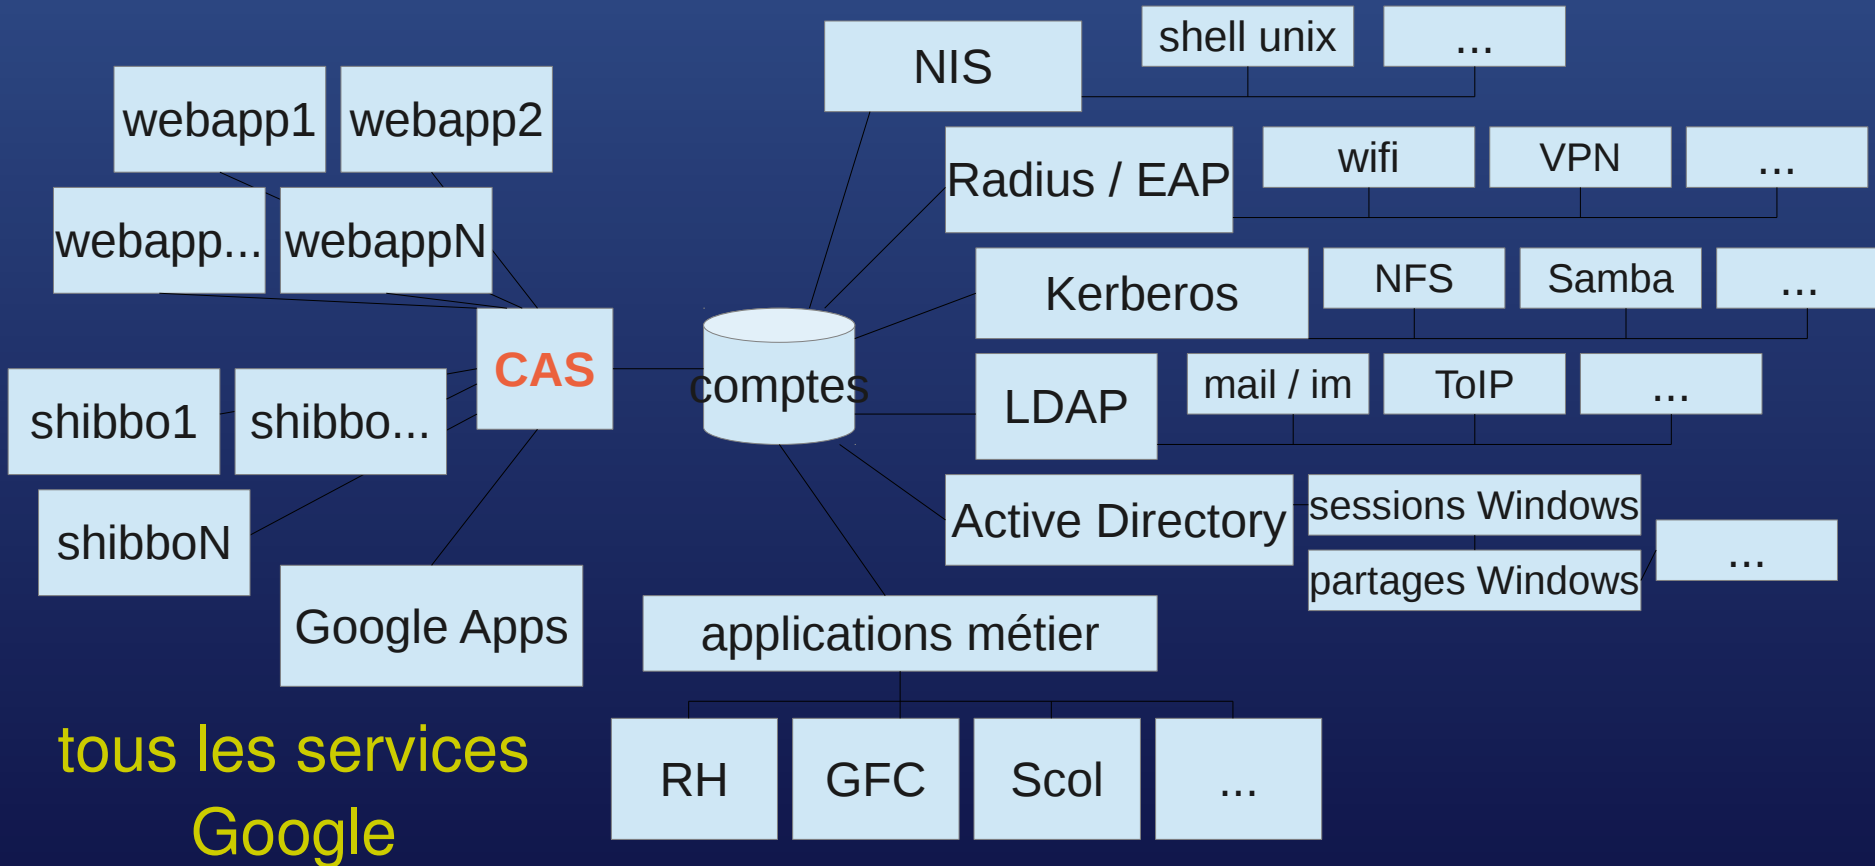 NIS
shell unix
...
webapp1
webapp2
Radius / EAP
wifi
VPN
...
webapp...
webappN
Kerberos
NFS
Samba
...
CAS
comptes
LDAP
mail / im
ToIP
...
shibbo1
shibbo...
Active Directory
sessions Windows
shibboN
partages Windows
...
Google Apps
applications métier
tous les services
Google
RH
GFC
Scol
...